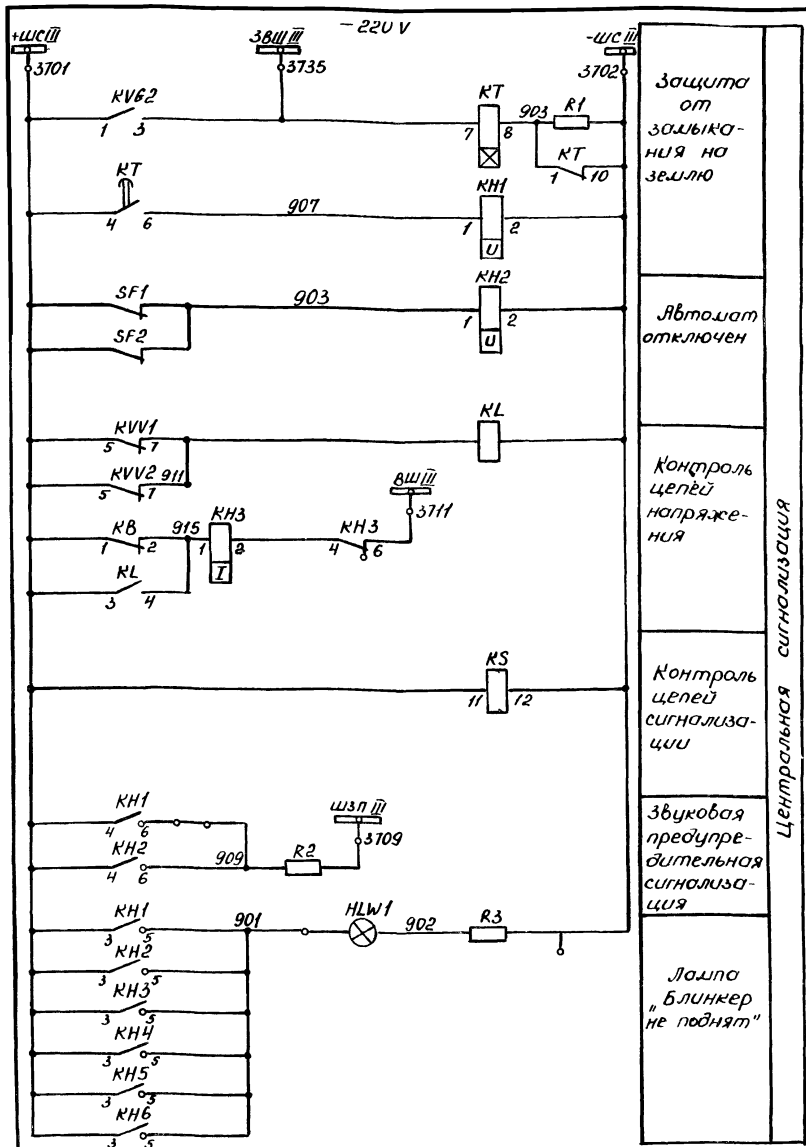 - 220 V
+ШС III
ЗВШ III
-ШС III
3701
3735
3702
KVG2
1 3
KT
7 8
903
R1
KT
1 10
Защита
от
замыка-
ния на
землю
KT
4 6
907
KH1
1 2
U
SF1
903
KH2
1 2
U
SF2
Автомат
отключен
KVV1
5 7
KL
KVV2
5 7
911
ВШ III
3711
KB
1 2
915
KH3
1 2
I
KH3
4 6
KL
3 4
Контроль
цепей
напряже-
ния
KS
11 12
Контроль
цепей
сигнализа-
ции
KH1
4 6
ШЗП III
3709
KH2
4 6
909
R2
Звуковая
предупре-
дительная
сигнализа-
ция
KH1
3 5
901
HLW1
902
R3
KH2
3 5
KH3
3 5
KH4
3 5
KH5
3 5
KH6
3 5
Лампа
„Блинкер
не поднят"
Центральная сигнализация